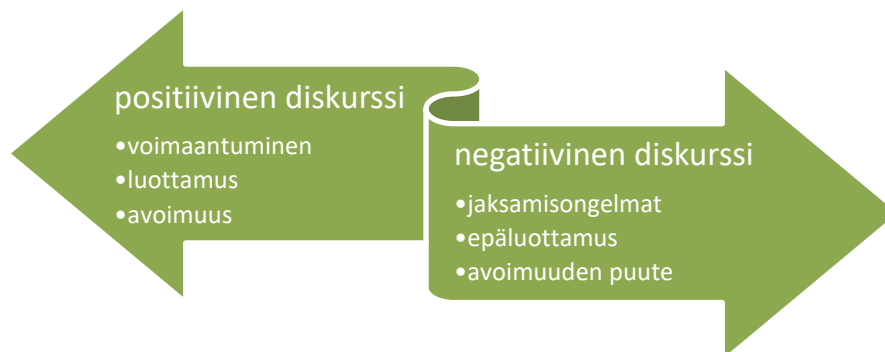 positiivinen diskurssi
•voimaantuminen
•luottamus
•avoimuus
negatiivinen diskurssi
•jaksamisongelmat
•epäluottamus
•avoimuuden puute